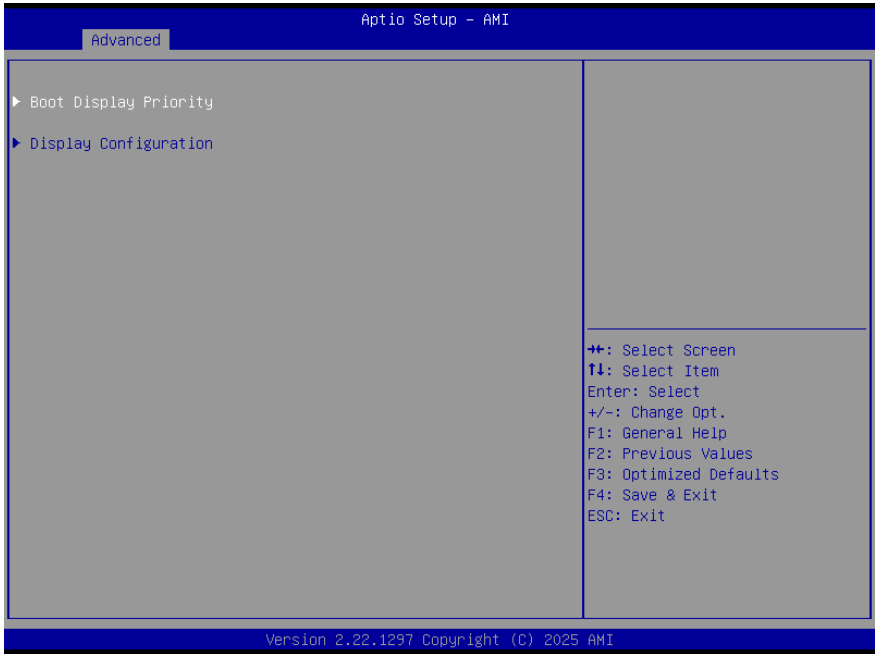 Aptio Setup – AMI
Advanced
▶ Boot Display Priority
▶ Display Configuration
→←: Select Screen
↑↓: Select Item
Enter: Select
+/-: Change Opt.
F1: General Help
F2: Previous Values
F3: Optimized Defaults
F4: Save & Exit
ESC: Exit
Version 2.22.1297 Copyright (C) 2025 AMI